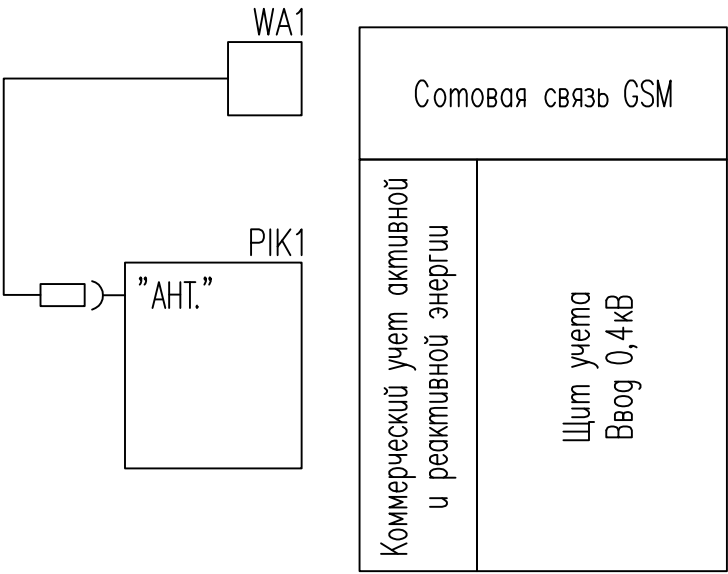 WA1
Сотовая связь GSM
PIK1
"АНТ."
Коммерческий учет активной
и реактивной энергии
Щит учета
Ввод 0,4кВ